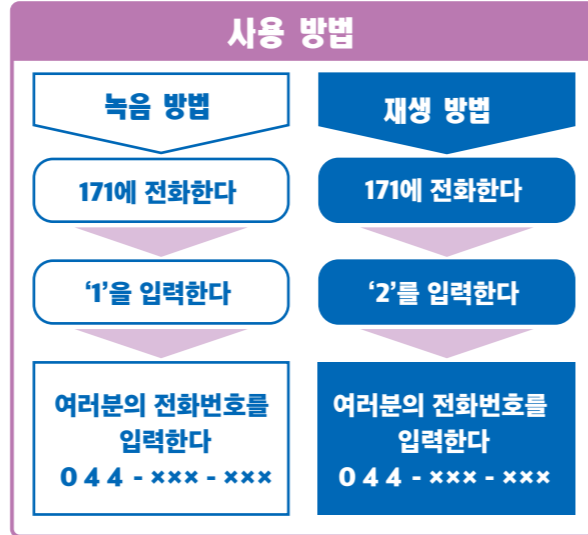 사용 방법
녹음 방법
171에 전화한다
‘1’을 입력한다
여러분의 전화번호를
입력한다
044-×××-×××
재생 방법
171에 전화한다
‘2’를 입력한다
여러분의 전화번호를
입력한다
044-×××-×××